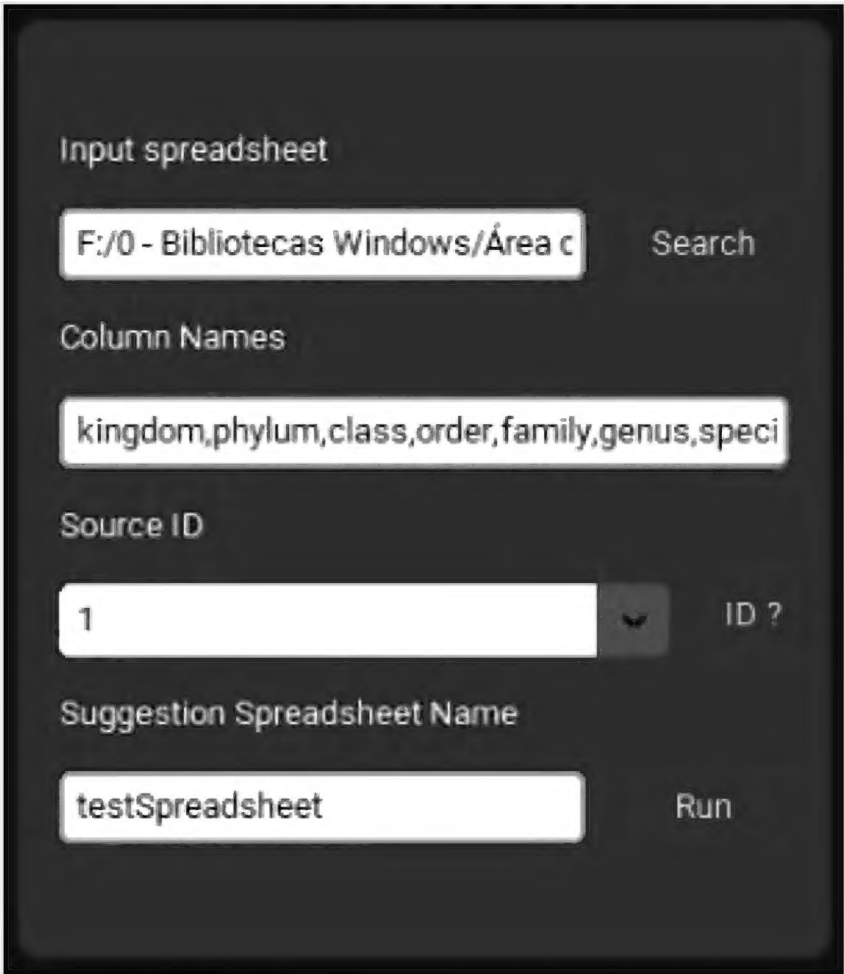 Input spreadsheet
F:/0 - Bibliotecas Windows/Área c Search
Column Names
kingdom,phylum,class,order,family,genus,speci
Source ID
1 ID ?
Suggestion Spreadsheet Name
testSpreadsheet Run